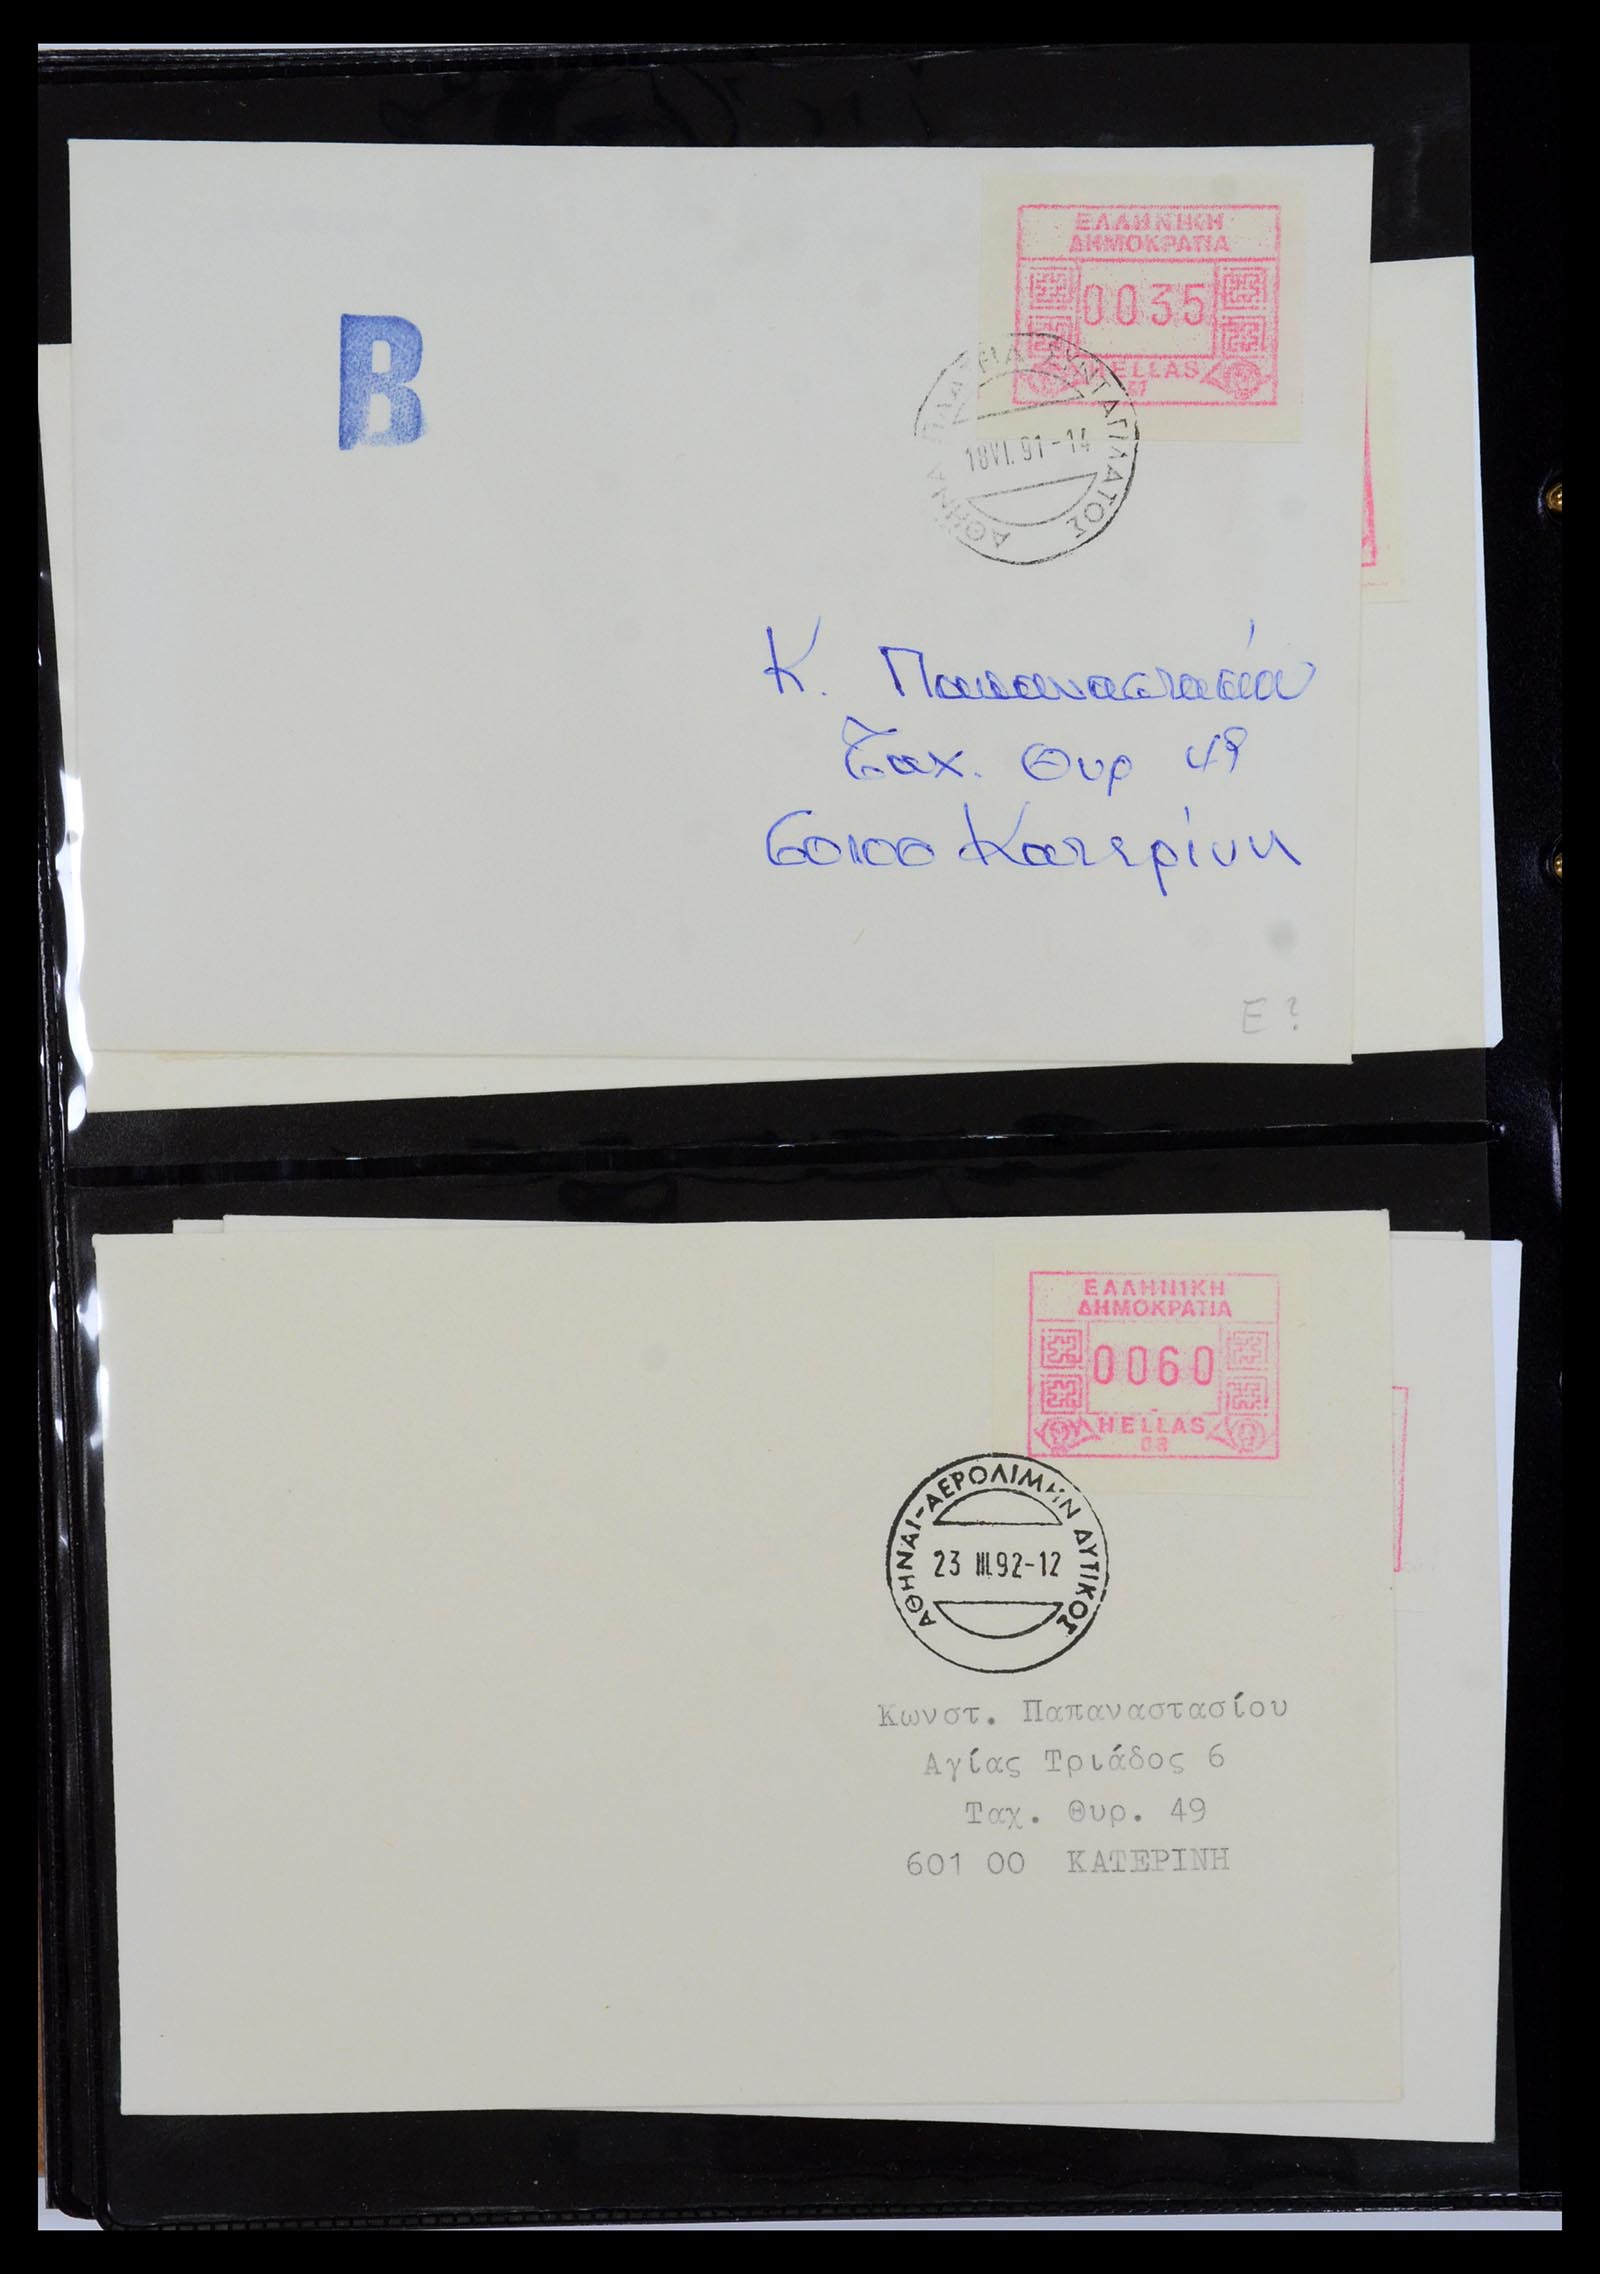 ΕΛΛΗΝΙΚΗ
ΔΗΜΟΚΡΑΤΙΑ
0035
HELLAS
B
ΑΘΗΝΑ ΠΛΑΤΕΙΑ ΣΥΝΤΑΓΜΑΤΟΣ
18 VI. 91-14
Κ. Παπαναστασίου
Ταχ. Θυρ 49
60100 Κατερίνη
E?
ΕΛΛΗΝΙΚΗ
ΔΗΜΟΚΡΑΤΙΑ
0060
HELLAS
08
ΑΘΗΝΑΙ-ΑΕΡΟΛΙΜΗΝ ΔΥΤΙΚΟΣ
23 III.92-12
Κωνστ. Παπαναστασίου
Αγίας Τριάδος 6
Ταχ. Θυρ. 49
601 00 ΚΑΤΕΡΙΝΗ